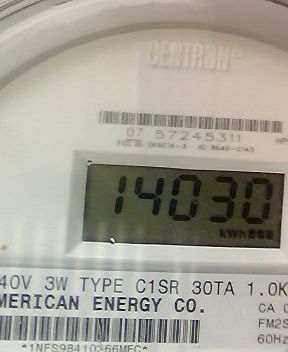 CENTRON®
07 57245311
14030
kWh
40V 3W TYPE C1SR 30TA 1.0K
MERICAN ENERGY CO.
CA
FM2S
60Hz
*1NFS98410366MFC*